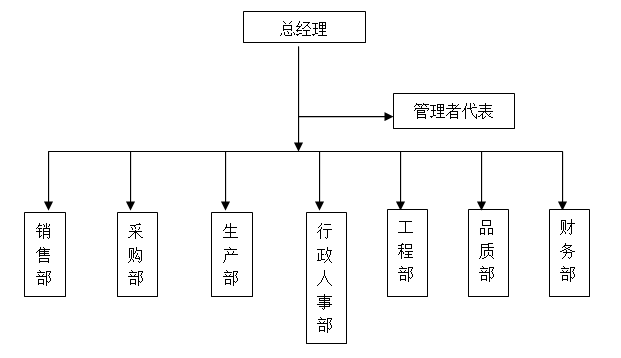 总经理
管理者代表
销售部
采购部
生产部
行政人事部
工程部
品质部
财务部